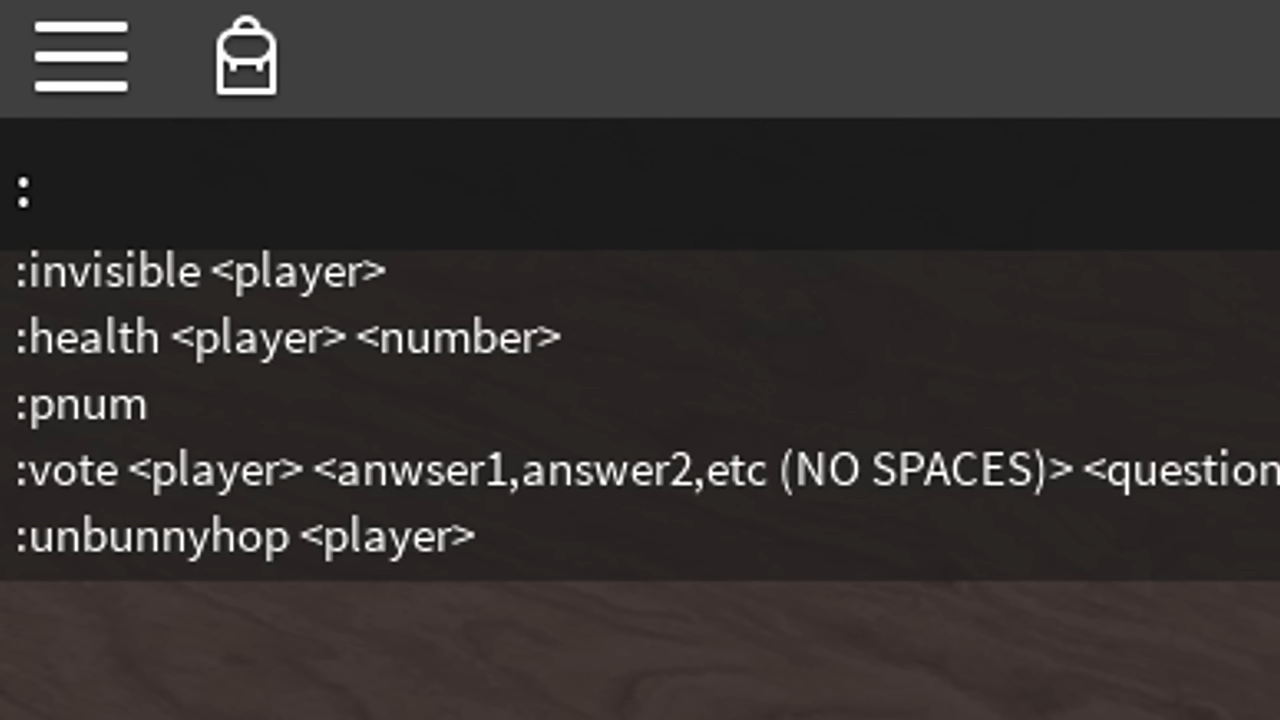 :
:invisible <player>
:health <player> <number>
:pnum
:vote <player> <anwser1,answer2,etc (NO SPACES)> <question
:unbunnyhop <player>